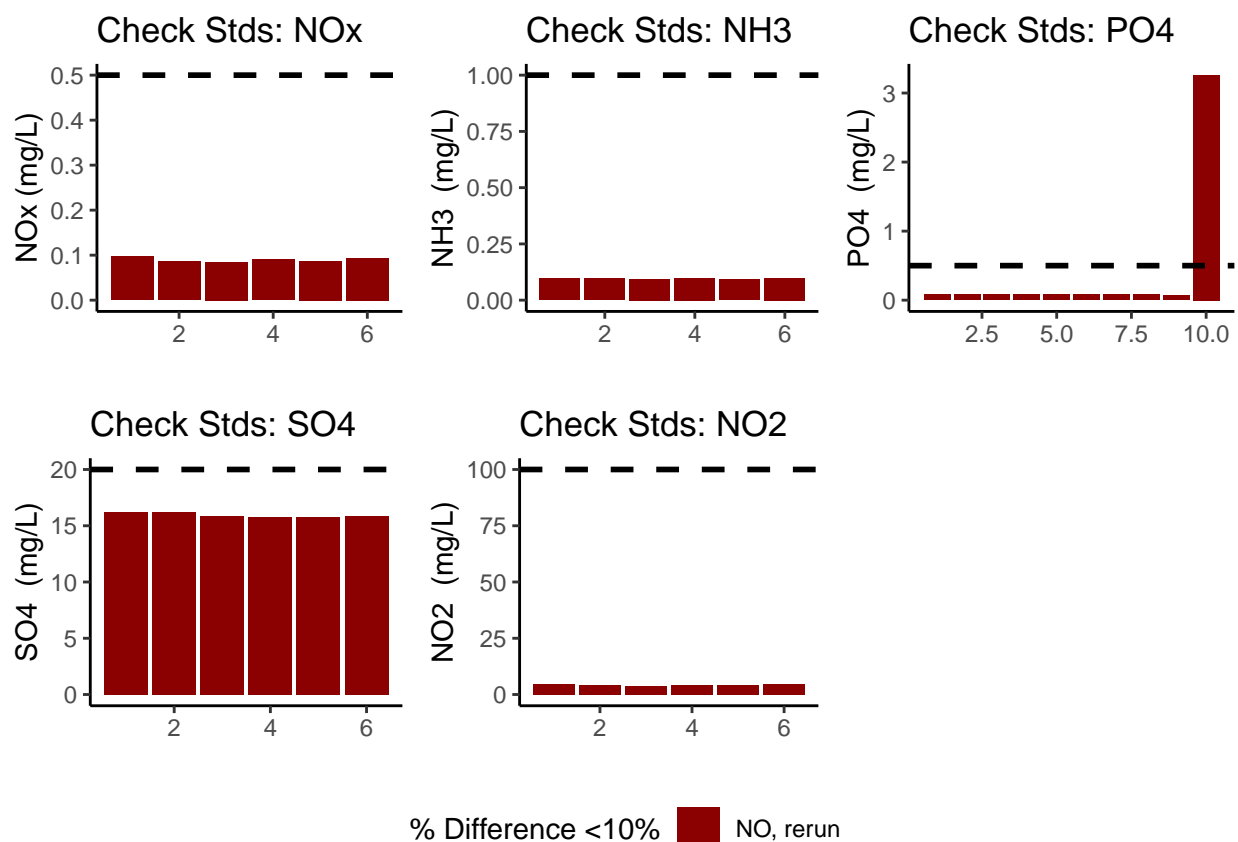 Check Stds: NOx
NOx (mg/L)
0.5
0.4
0.3
0.2
0.1
0.0
2 4 6
Check Stds: NH3
NH3  (mg/L)
1.00
0.75
0.50
0.25
0.00
2 4 6
Check Stds: PO4
PO4  (mg/L)
3
2
1
0
2.5 5.0 7.5 10.0
Check Stds: SO4
SO4  (mg/L)
20
15
10
5
0
2 4 6
Check Stds: NO2
NO2  (mg/L)
100
75
50
25
0
2 4 6
% Difference <10% NO, rerun